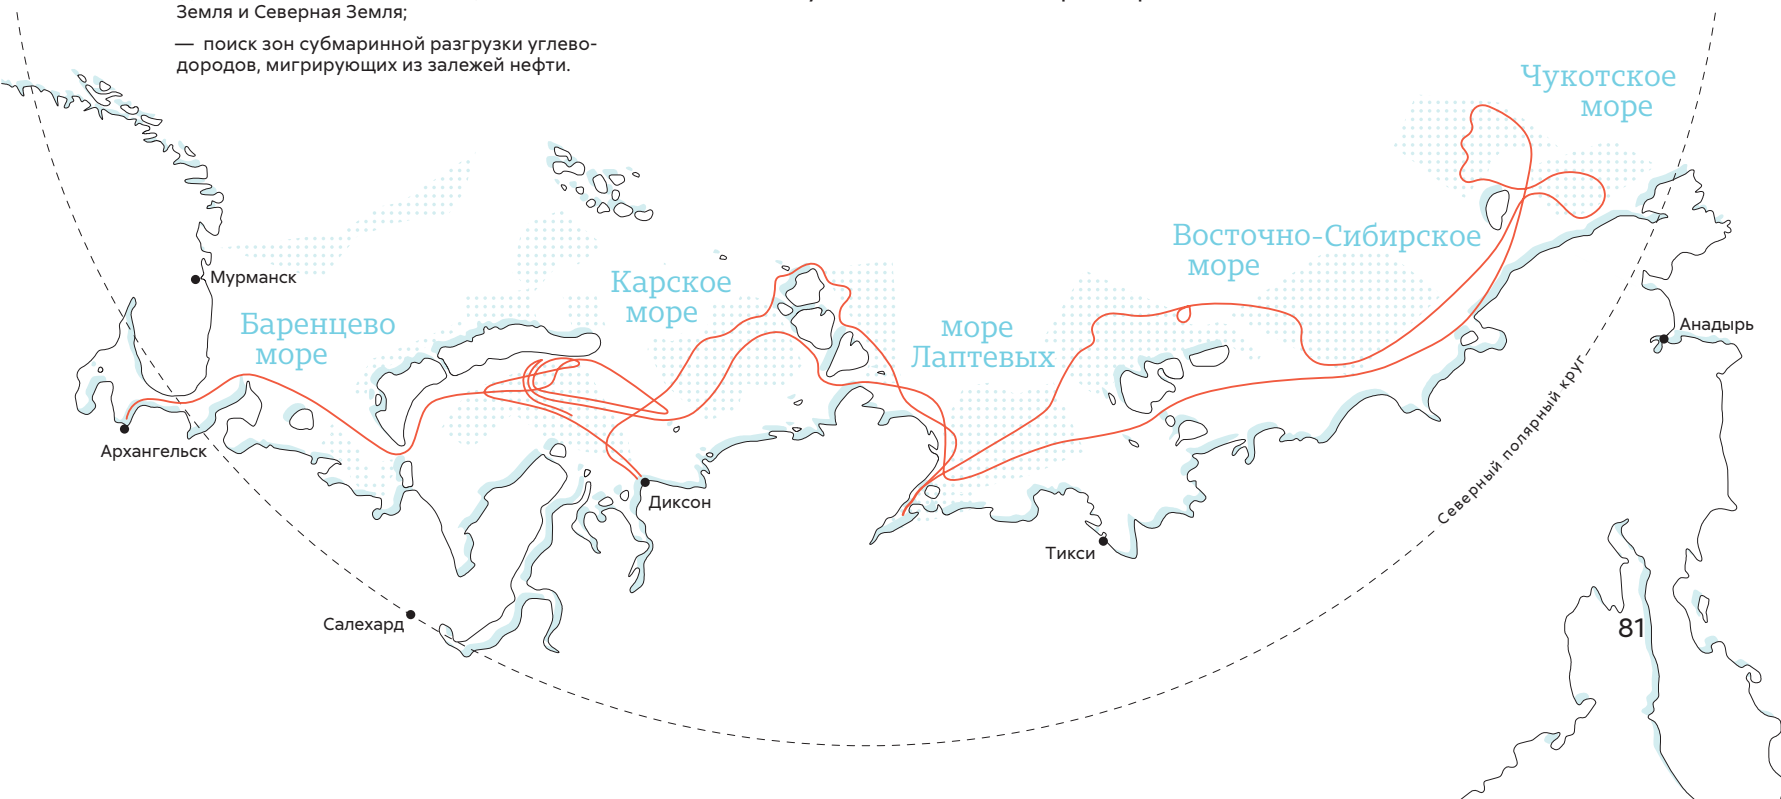 Земля и Северная Земля;
— поиск зон субмаринной разгрузки углево-
дородов, мигрирующих из залежей нефти.
Чукотское
море
Восточно-Сибирское
море
Карское
море
Мурманск
Баренцево
море
море
Лаптевых
Анадырь
Архангельск
Диксон
Северный полярный круг
Тикси
Салехард
81